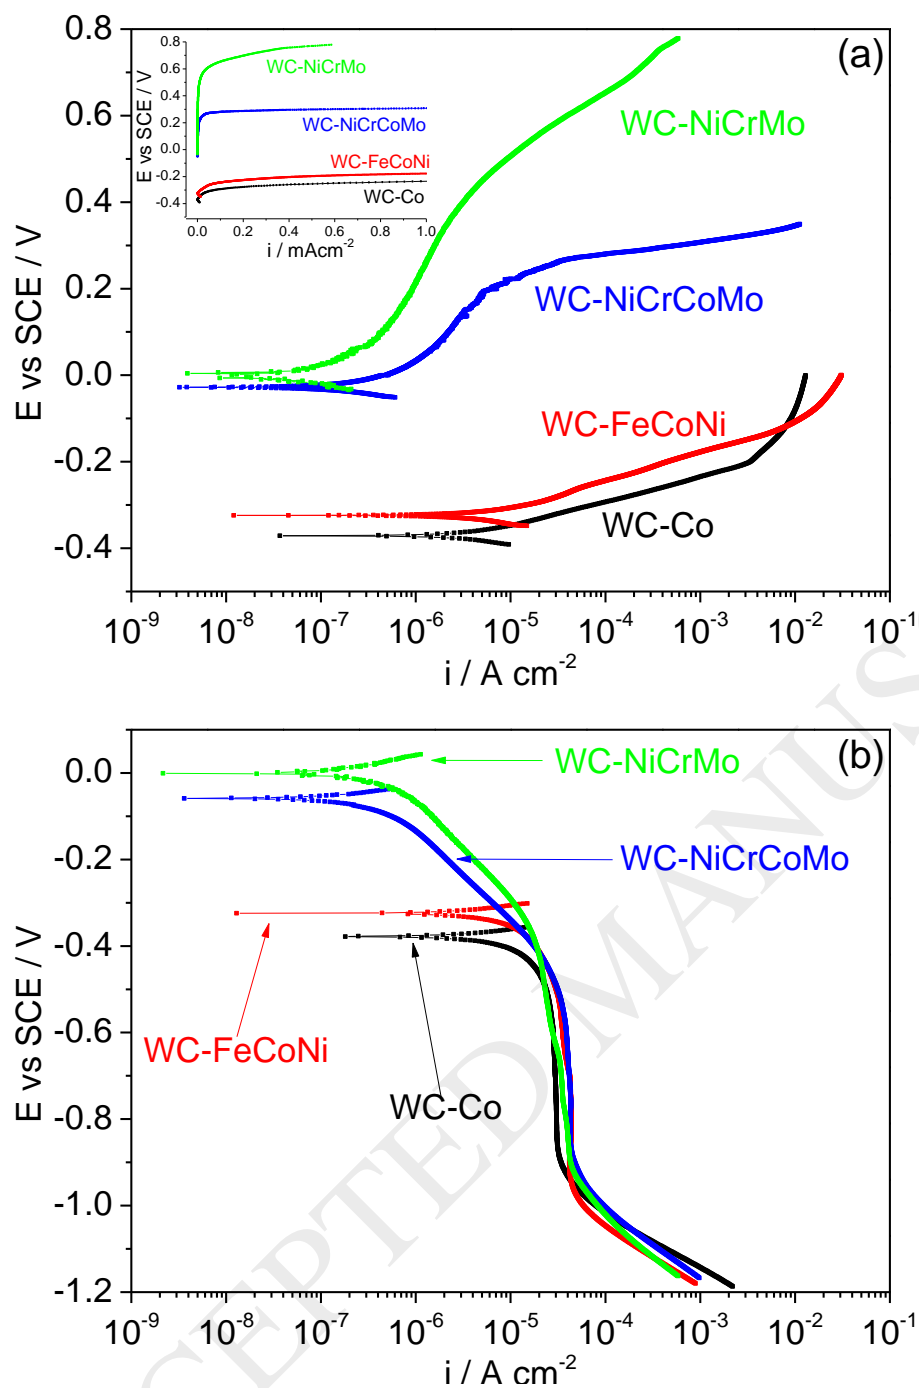 (a)
0.8
0.6
0.4
0.2
0.0
-0.2
-0.4
E vs SCE / V
0.8
0.6
0.4
0.2
0.0
-0.2
-0.4
E vs SCE / V
0.0 0.2 0.4 0.6 0.8 1.0
i / mAcm-2
WC-NiCrMo
WC-NiCrCoMo
WC-FeCoNi
WC-Co
WC-NiCrMo
WC-NiCrCoMo
WC-FeCoNi
WC-Co
10-9 10-8 10-7 10-6 10-5 10-4 10-3 10-2 10-1
i / A cm-2
(b)
0.0
-0.2
-0.4
-0.6
-0.8
-1.0
-1.2
E vs SCE / V
WC-NiCrMo
WC-NiCrCoMo
WC-FeCoNi
WC-Co
10-9 10-8 10-7 10-6 10-5 10-4 10-3 10-2 10-1
i / A cm-2
CEPTED MANUS